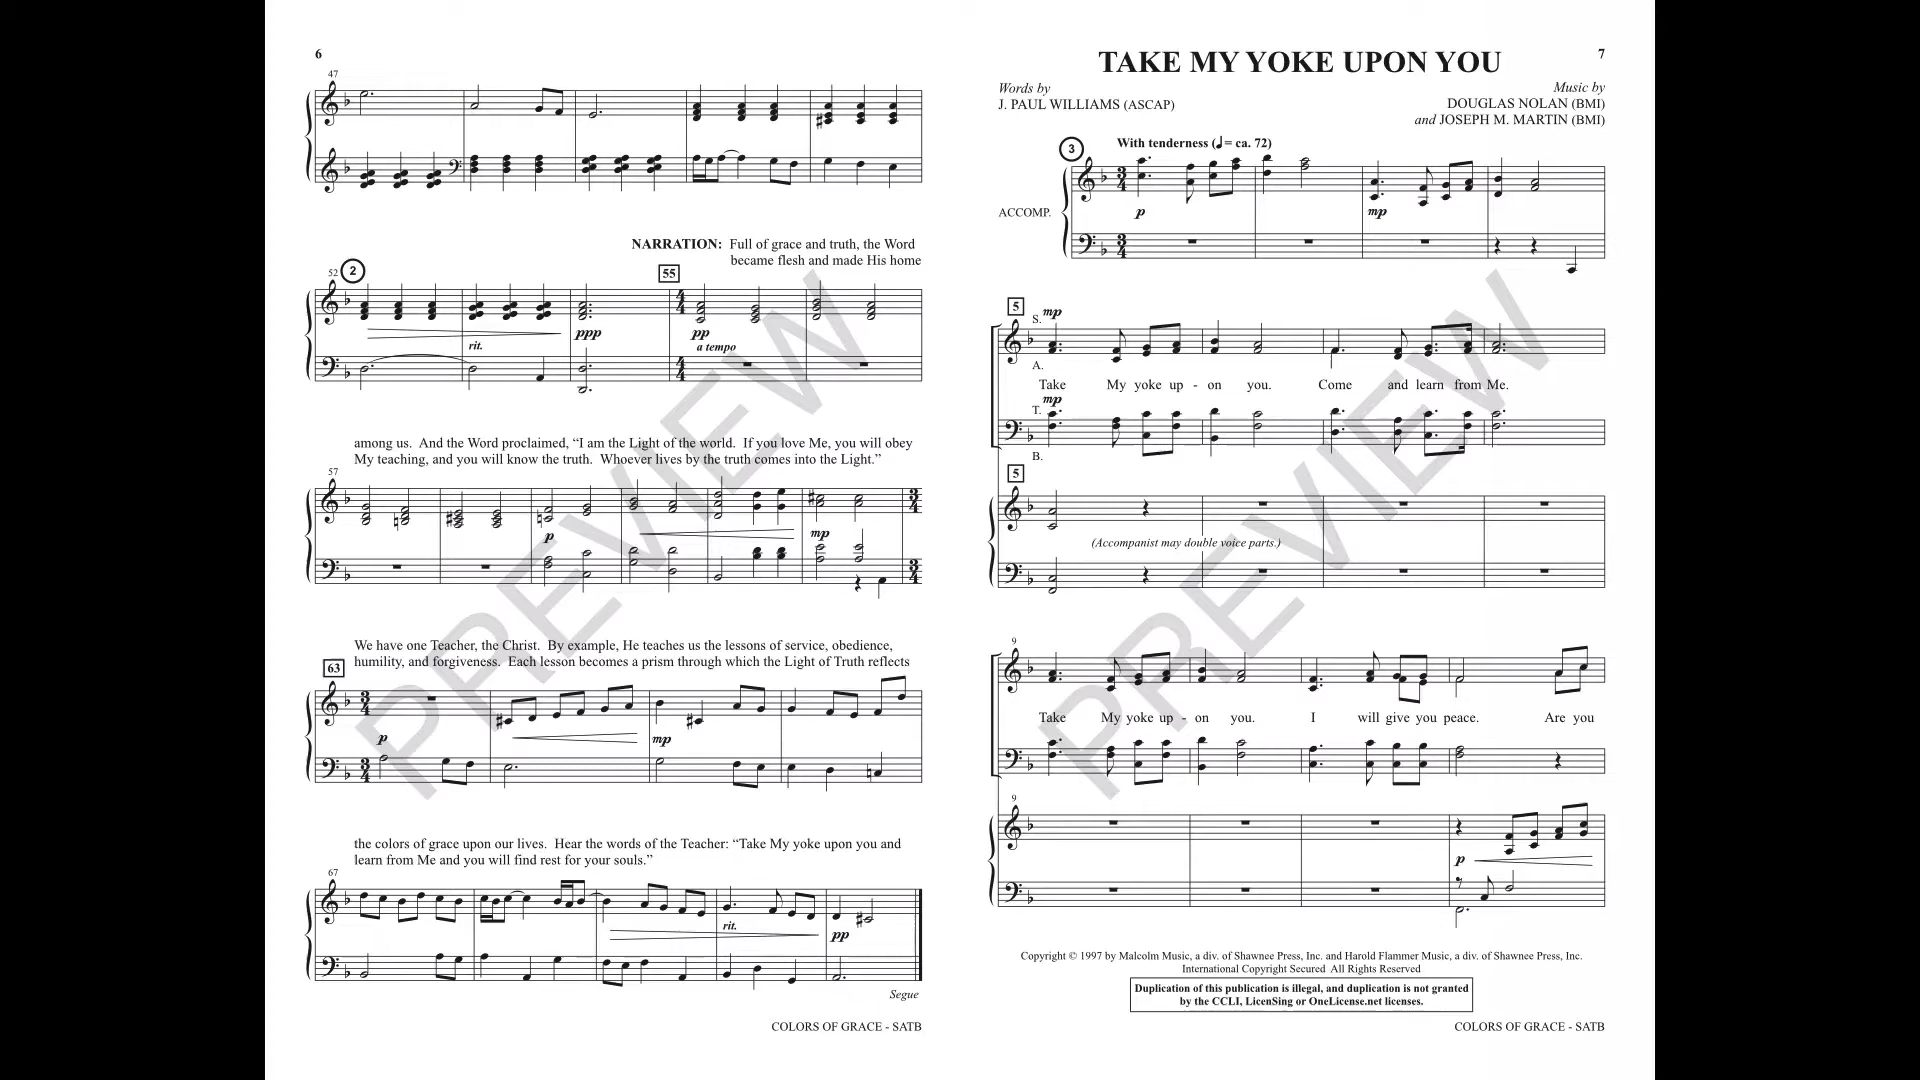 6
47
NARRATION: Full of grace and truth, the Word
became flesh and made His home
52
2
55
rit.
ppp
pp
a tempo
among us. And the Word proclaimed, “I am the Light of the world. If you love Me, you will obey
My teaching, and you will know the truth. Whoever lives by the truth comes into the Light.”
57
p
mp
We have one Teacher, the Christ. By example, He teaches us the lessons of service, obedience,
humility, and forgiveness. Each lesson becomes a prism through which the Light of Truth reflects
63
p
mp
the colors of grace upon our lives. Hear the words of the Teacher: “Take My yoke upon you and
learn from Me and you will find rest for your souls.”
67
rit.
pp
Segue
COLORS OF GRACE - SATB
PREVIEW
TAKE MY YOKE UPON YOU
7
Words by
J. PAUL WILLIAMS (ASCAP)
Music by
DOUGLAS NOLAN (BMI)
and JOSEPH M. MARTIN (BMI)
3
With tenderness (♩ = ca. 72)
ACCOMP.
p
mp
5
S. mp
A.
Take My yoke up - on you. Come and learn from Me.
mp
T.
B.
5
(Accompanist may double voice parts.)
9
Take My yoke up - on you. I will give you peace. Are you
9
p
Copyright © 1997 by Malcolm Music, a div. of Shawnee Press, Inc. and Harold Flammer Music, a div. of Shawnee Press, Inc.
International Copyright Secured All Rights Reserved
Duplication of this publication is illegal, and duplication is not granted
by the CCLI, LicenSing or OneLicense.net licenses.
COLORS OF GRACE - SATB
PREVIEW